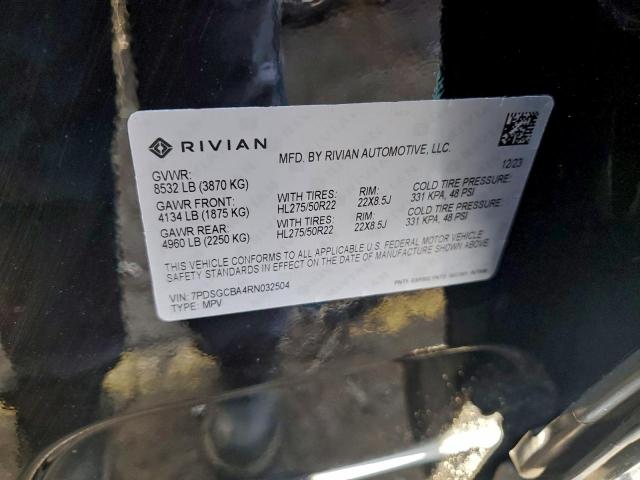 RIVIAN
MFD. BY RIVIAN AUTOMOTIVE, LLC.
12/23
GVWR:
8532 LB (3870 KG)
GAWR FRONT: WITH TIRES: RIM: COLD TIRE PRESSURE:
4134 LB (1875 KG) HL275/50R22 22X8.5J 331 KPA, 48 PSI
GAWR REAR: WITH TIRES: RIM: COLD TIRE PRESSURE:
4960 LB (2250 KG) HL275/50R22 22X8.5J 331 KPA, 48 PSI
THIS VEHICLE CONFORMS TO ALL APPLICABLE U.S. FEDERAL MOTOR VEHICLE
SAFETY STANDARDS IN EFFECT ON THE DATE OF MANUFACTURE SHOWN ABOVE.
VIN: 7PDSGCBA4RN032504
TYPE: MPV